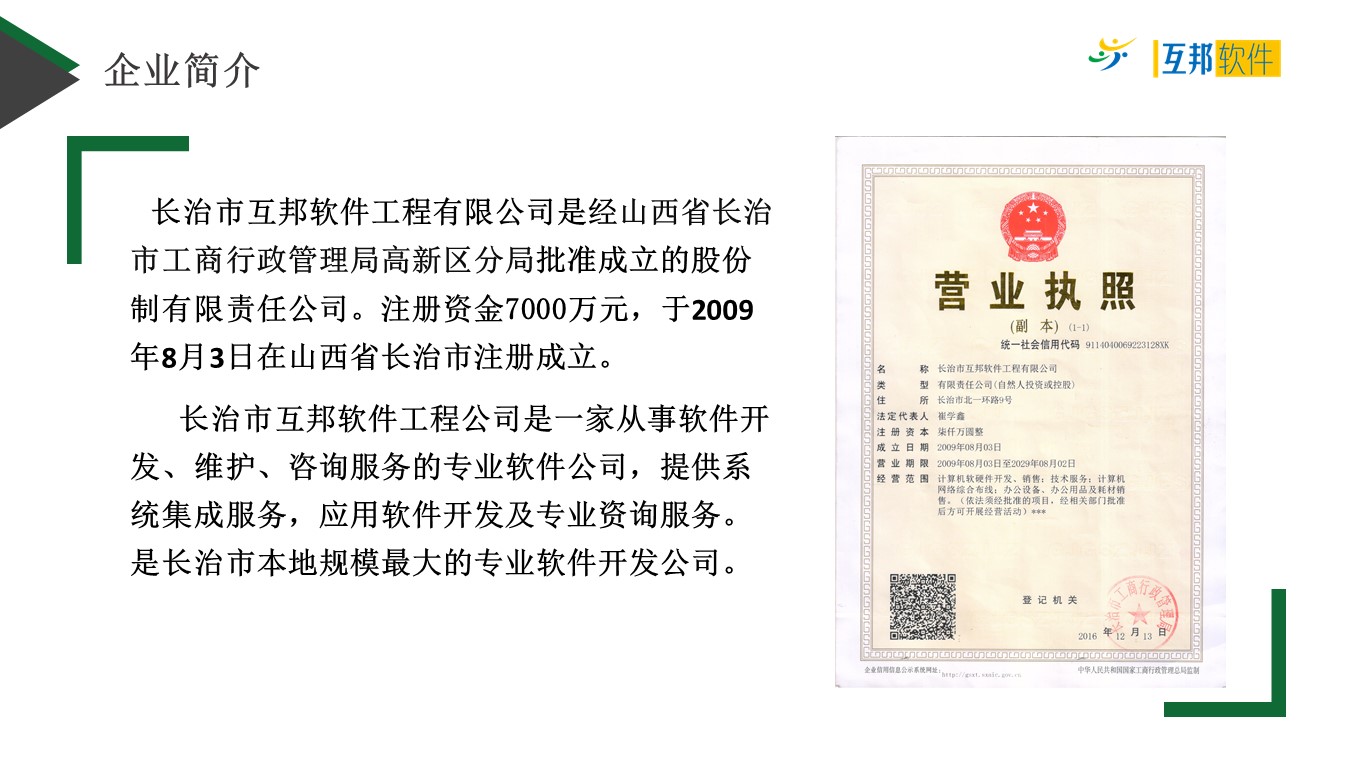 企业简介
互邦软件
长治市互邦软件工程有限公司是经山西省长治
市工商行政管理局高新区分局批准成立的股份
制有限责任公司。注册资金7000万元，于2009
年8月3日在山西省长治市注册成立。
长治市互邦软件工程公司是一家从事软件开
发、维护、咨询服务的专业软件公司，提供系
统集成服务，应用软件开发及专业资询服务。
是长治市本地规模最大的专业软件开发公司。
营业执照
(副 本) (1-1)
统一社会信用代码 9114040069223128XK
名 称 长治市互邦软件工程有限公司
类 型 有限责任公司(自然人投资或控股)
住 所 长治市北一环路9号
法定代表人 崔学鑫
注册资本 柒仟万圆整
成立日期 2009年08月03日
营业期限 2009年08月03日至2029年08月02日
经营范围 计算机软硬件开发、销售；技术服务；计算机
网络综合布线；办公设备、办公用品及耗材销
售。（依法须经批准的项目，经相关部门批准
后方可开展经营活动）***
登记机关
长治市工商行政管理局
2016 年 12 月 13 日
企业信用信息公示系统网址：
中华人民共和国国家工商行政管理总局监制